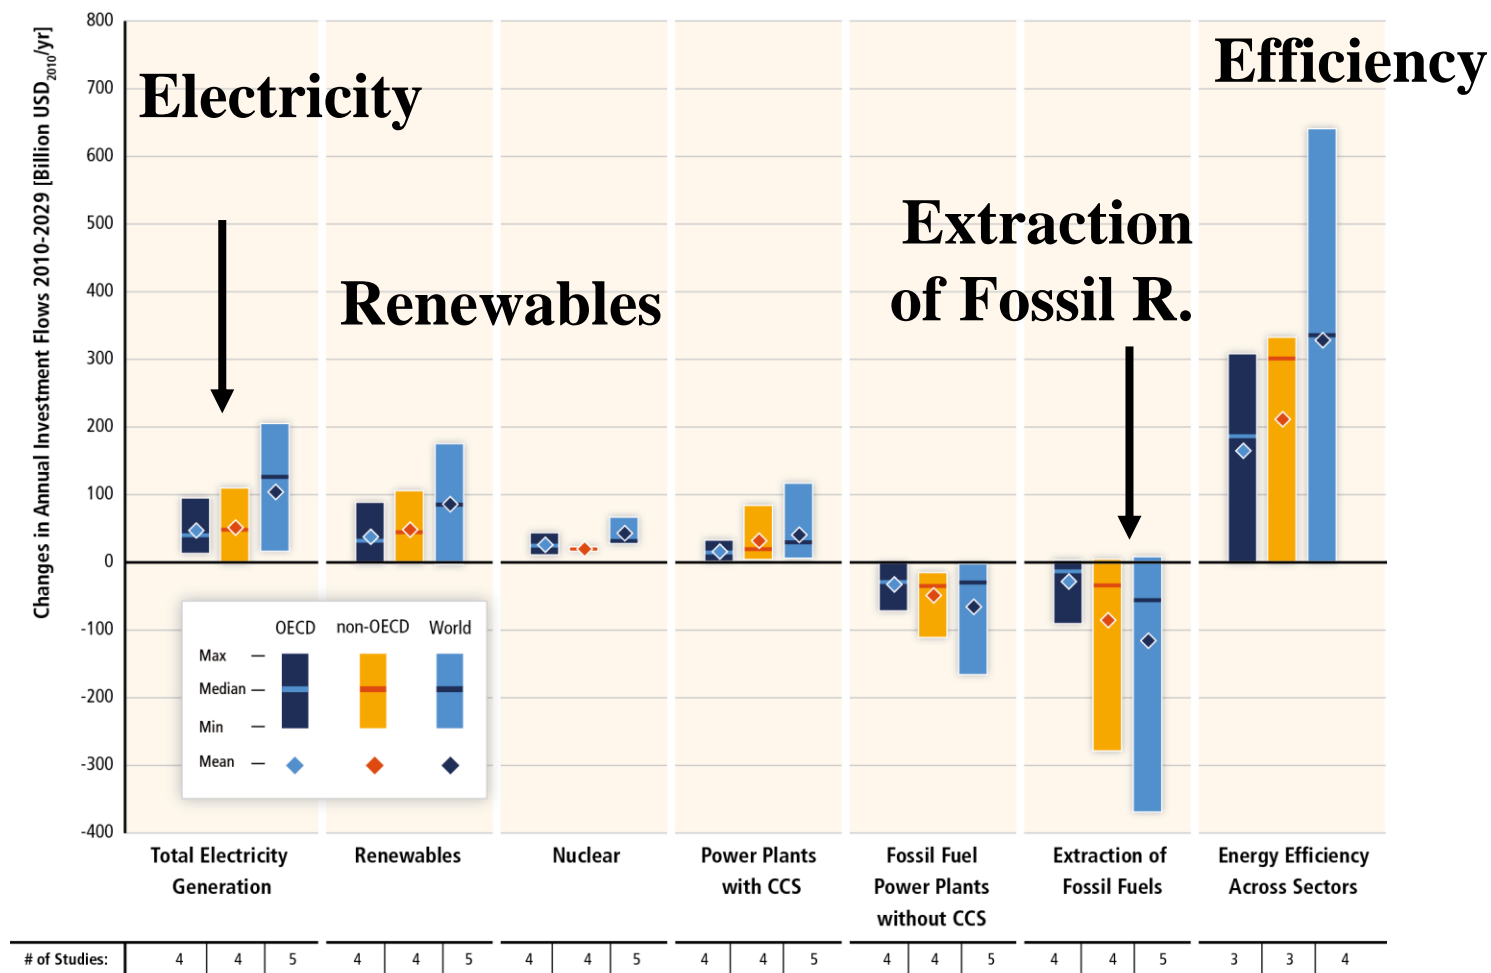 Changes in Annual Investment Flows 2010-2029 [Billion USD2010/yr]
800
700
600
500
400
300
200
100
0
-100
-200
-300
-400
Electricity
Renewables
Extraction
of Fossil R.
Efficiency
OECD non-OECD World
Max
Median
Min
Mean
Total Electricity
Generation
Renewables
Nuclear
Power Plants
with CCS
Fossil Fuel
Power Plants
without CCS
Extraction of
Fossil Fuels
Energy Efficiency
Across Sectors
# of Studies: 4 4 5 4 4 5 4 4 5 4 4 5 4 4 5 4 4 5 3 3 4